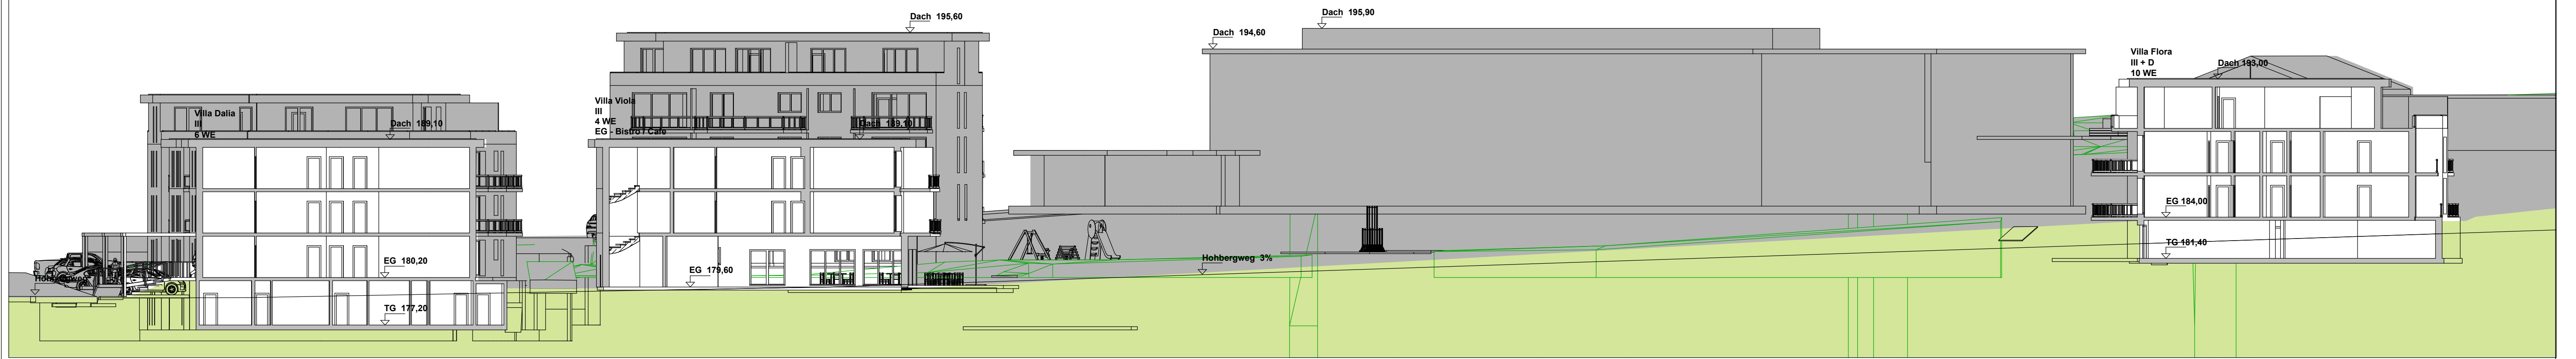 Dach 195,60
Dach 195,90
Dach 194,60
Villa Flora
III + D
10 WE
Dach 193,00
Villa Viola
III
4 WE
EG - Bistro / Cafe
Dach 189,10
Villa Dalia
III
6 WE
Dach 189,10
EG 184,00
TG 181,40
EG 180,20
EG 179,60
Hohbergweg 3%
Hohbergweg
TG 177,20